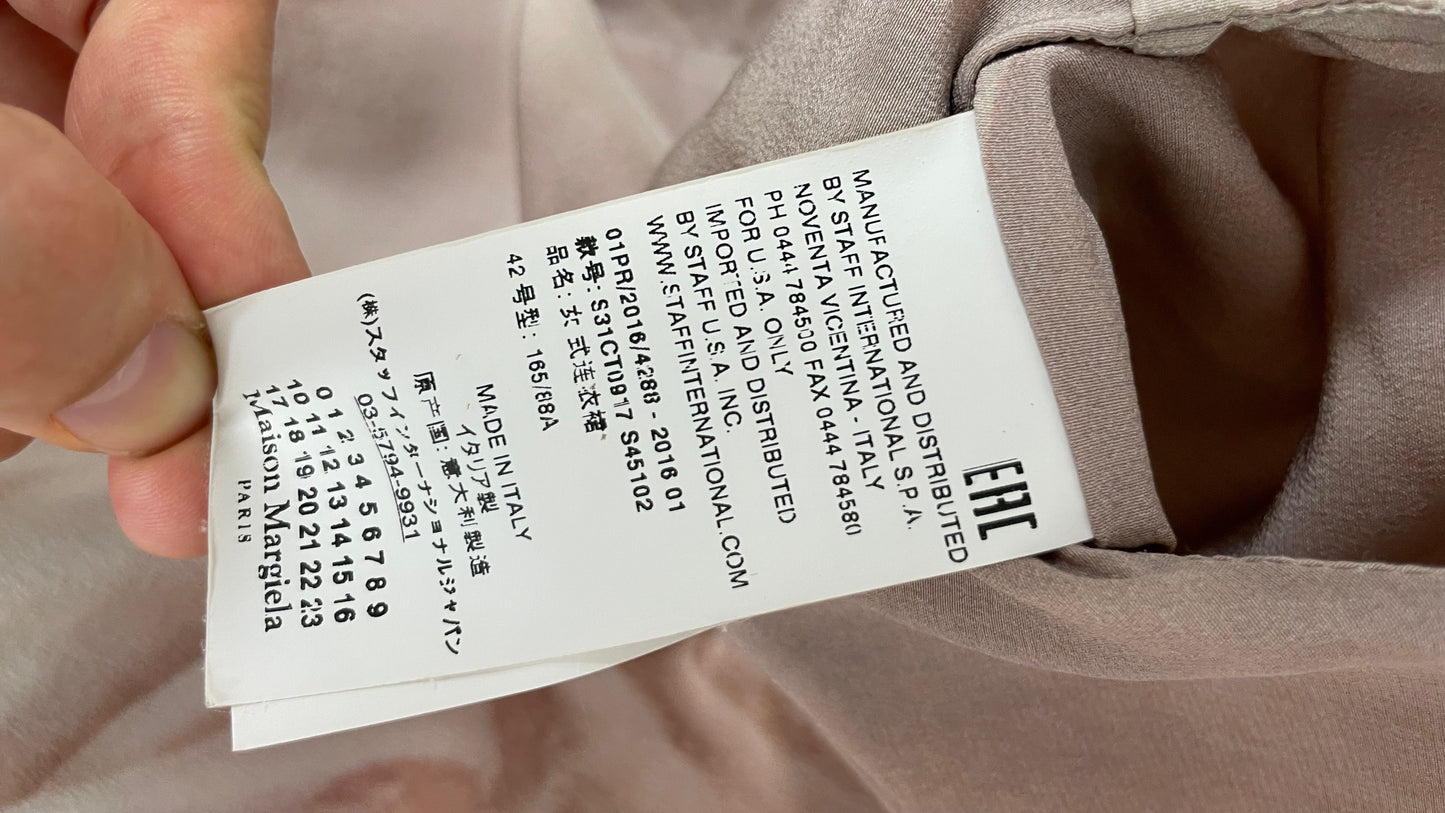 EAC
MANUFACTURED AND DISTRIBUTED
BY STAFF INTERNATIONAL S.P.A.
NOVENTA VICENTINA - ITALY
PH 0444 784500 FAX 0444 784580
FOR U.S.A. ONLY
IMPORTED AND DISTRIBUTED
BY STAFF U.S.A. INC.
WWW.STAFFINTERNATIONAL.COM
01PR/2016/4288 - 2016 01
款号: S31CT0917 S45102
品名: 女 式连衣裙
42 号型: 165/88A
MADE IN ITALY
イタリア製
原产国: 意大利製造
(株)スタッフインターナショナルジャパン
03-5794-9931
0 1 2 3 4 5 6 7 8 9
10 11 12 13 14 15 16
17 18 19 20 21 22 23
Maison Margiela
PARIS